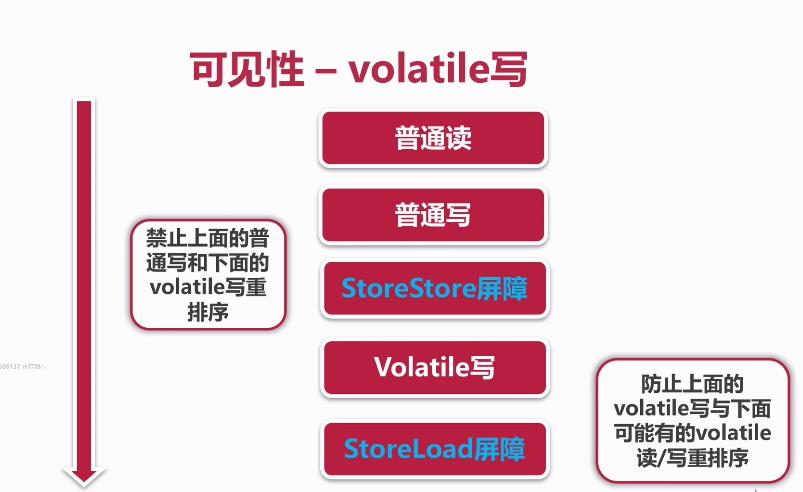 可见性 – volatile写
普通读
普通写
禁止上面的普
通写和下面的
volatile写重
排序
StoreStore屏障
Volatile写
防止上面的
volatile写与下面
可能有的volatile
读/写重排序
StoreLoad屏障